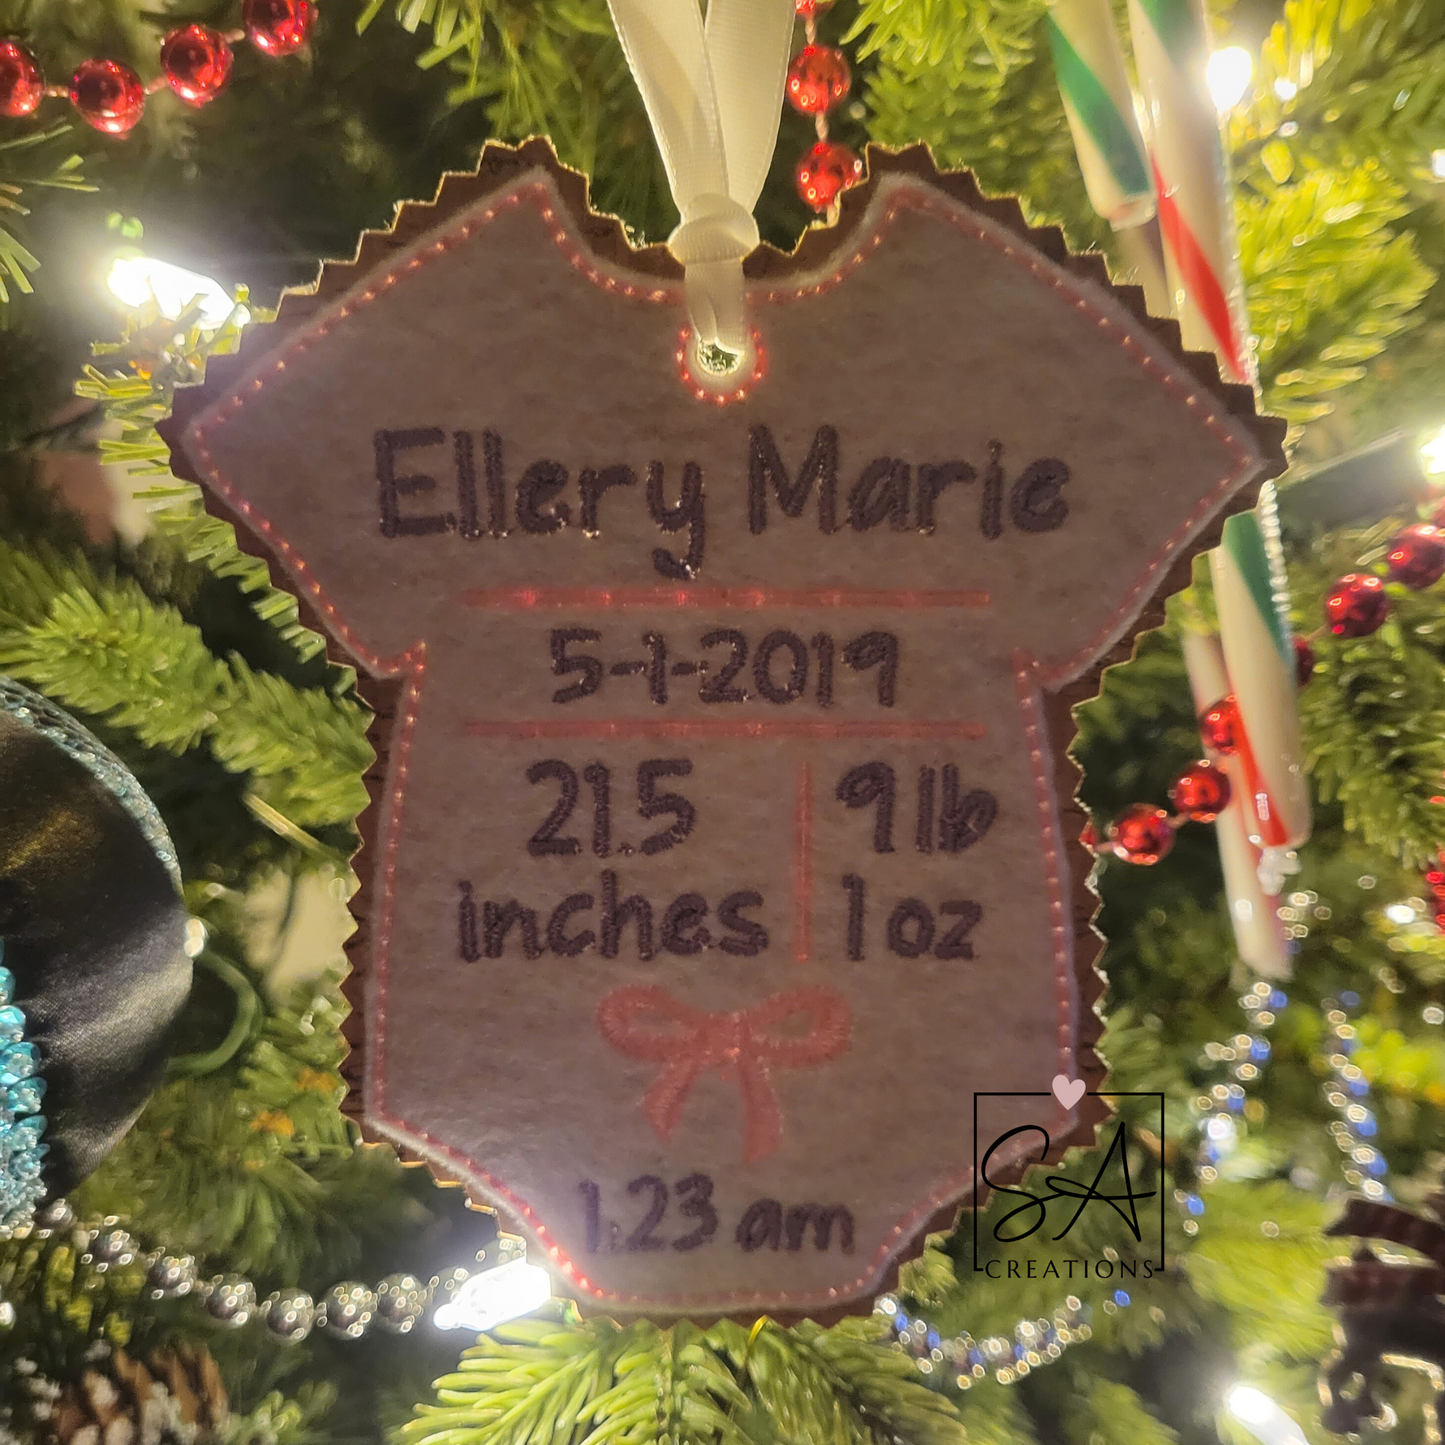 Ellery Marie
5-1-2019
21.5
inches
9 lb
1 oz
1.23 am
SA
CREATIONS